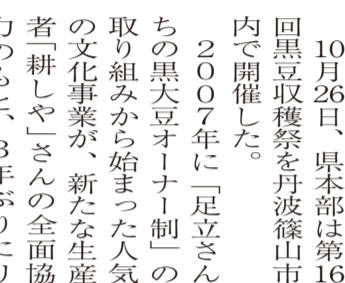 10月26日、県本部は第16
回黒豆収穫祭を丹波篠山市
内で開催した。
２００７年に「足立さん
ちの黒大豆オーナー制」の
取り組みから始まった人気
の文化事業が、新たな生産
者「耕しや」さんの全面協
力のもと、3年ぶりにリ